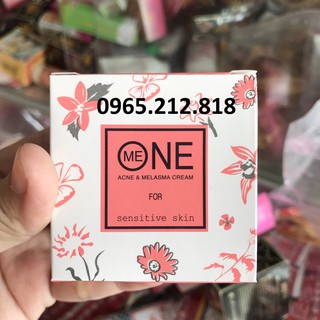 0965.212.818
ME
ONE
ACNE & MELASMA CREAM
FOR
sensitive skin